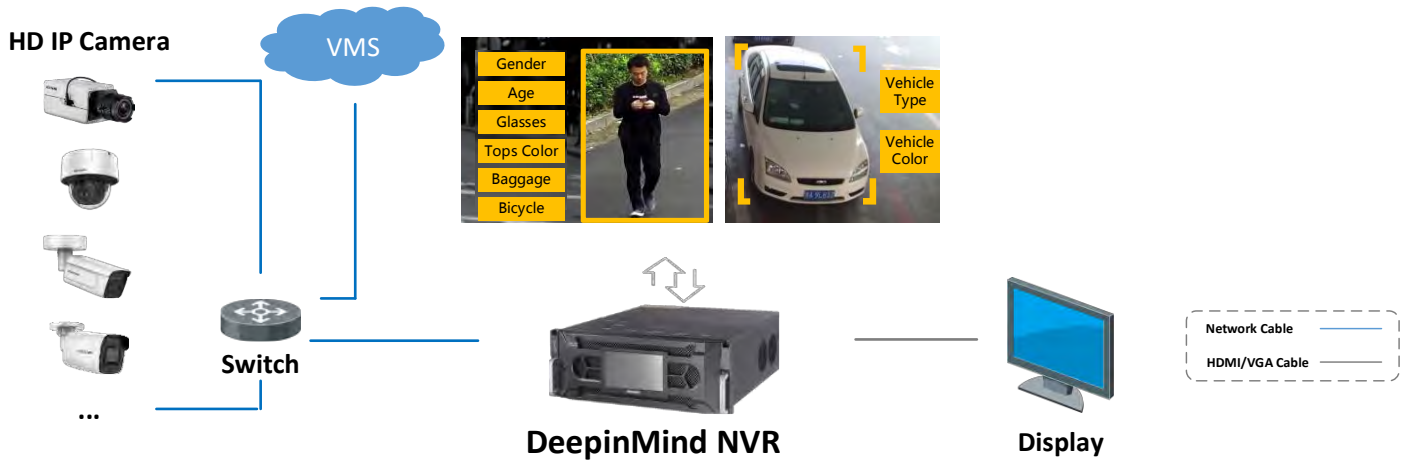 HD IP Camera
VMS
Gender
Age
Glasses
Tops Color
Baggage
Bicycle
Vehicle
Type
Vehicle
Color
Switch
...
DeepinMind NVR
Display
Network Cable
HDMI/VGA Cable